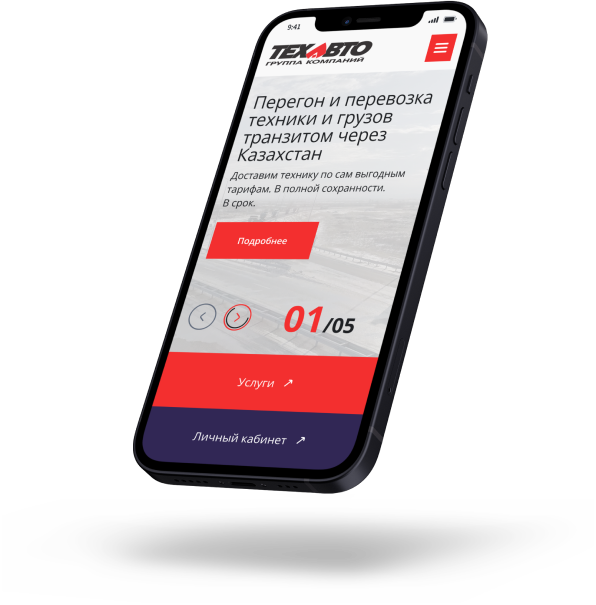 9:41
ТЕХАВТО
ГРУППА КОМПАНИЙ
Перегон и перевозка
техники и грузов
транзитом через
Казахстан
Доставим технику по сам выгодным
тарифам. В полной сохранности.
В срок.
Подробнее
01/05
Услуги ↗
Личный кабинет ↗